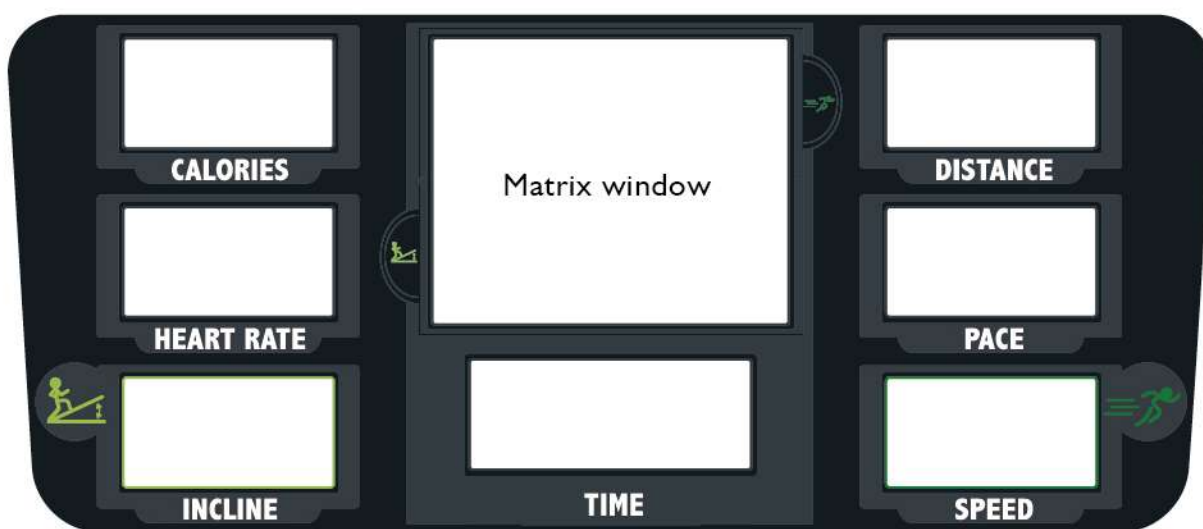 CALORIES
Matrix window
DISTANCE
HEART RATE
PACE
INCLINE
TIME
SPEED